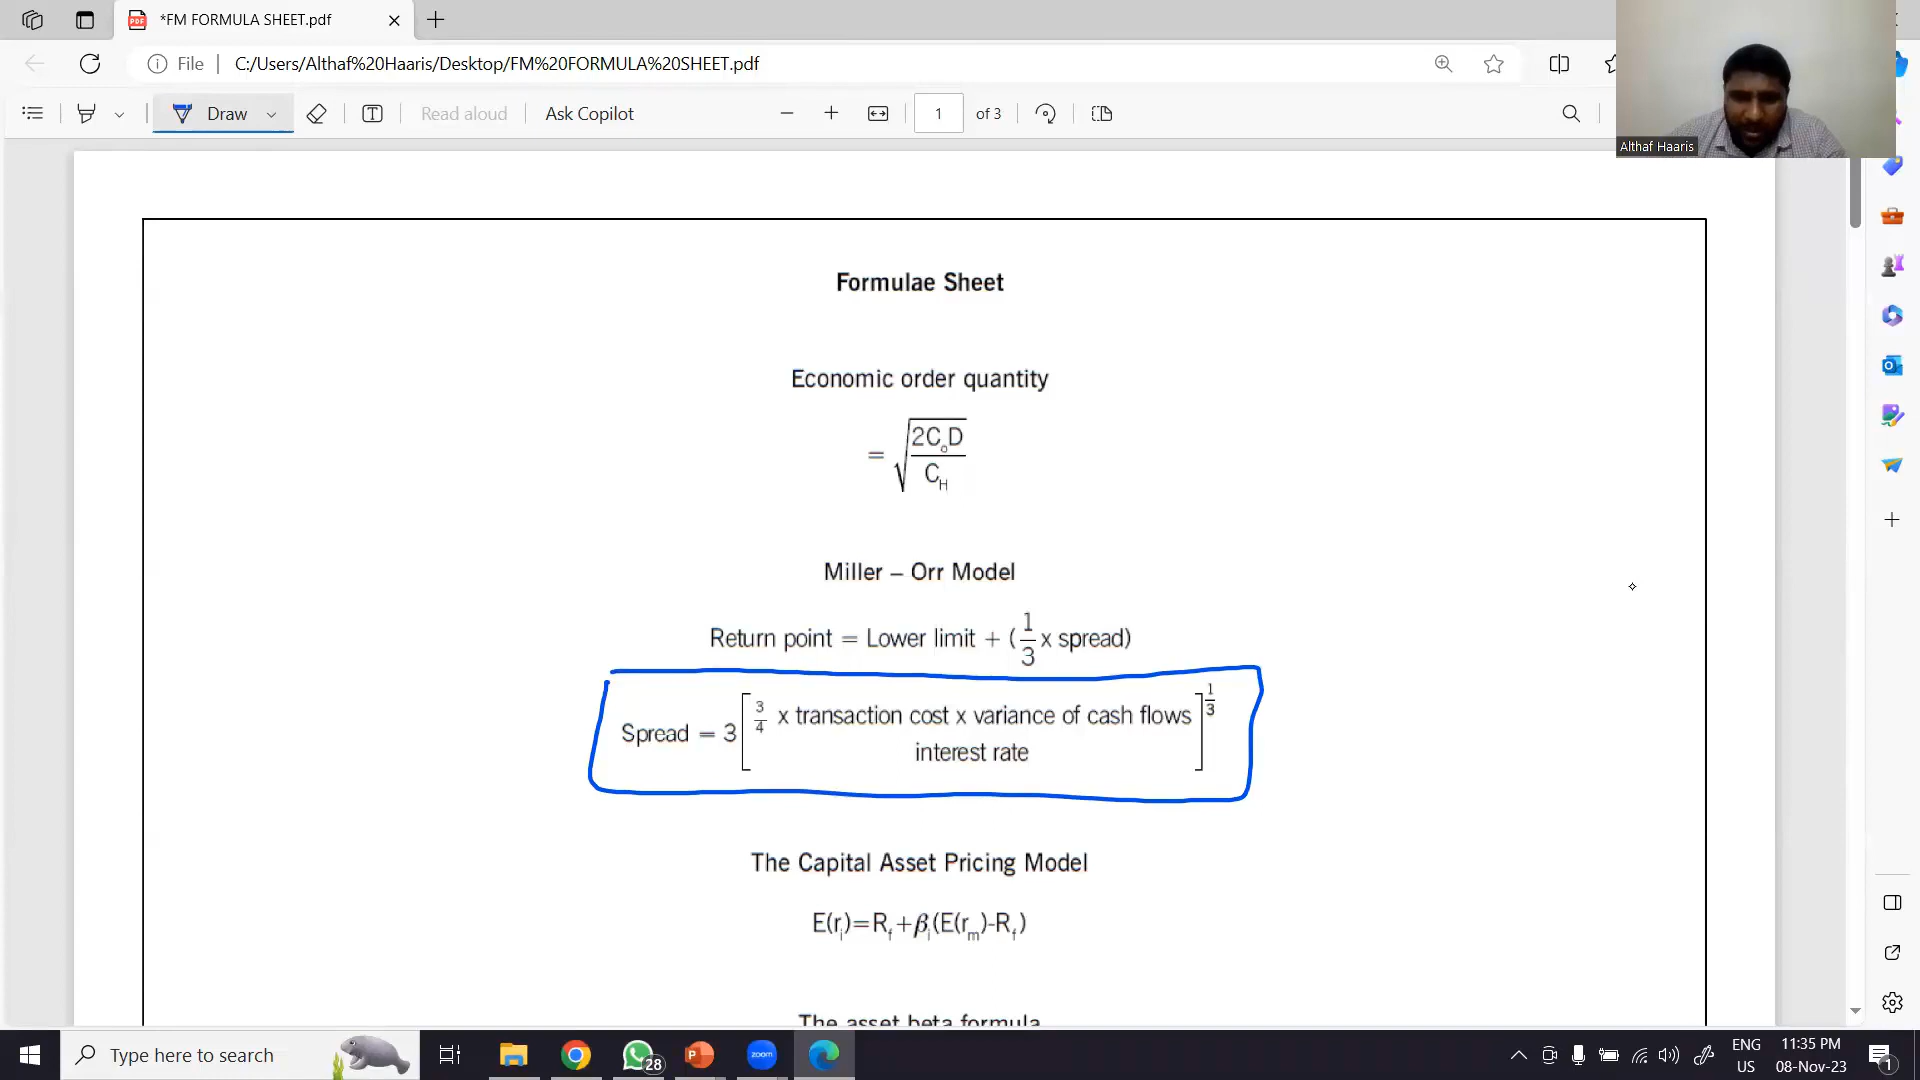 *FM FORMULA SHEET.pdf
File
C:/Users/Althaf%20Haaris/Desktop/FM%20FORMULA%20SHEET.pdf
Draw
Read aloud
Ask Copilot
1
of 3
Althaf Haaris
Formulae Sheet
Economic order quantity
= √(2C₀D / C_H)
Miller – Orr Model
Return point = Lower limit + (1/3 x spread)
Spread = 3 [ 3/4 x transaction cost x variance of cash flows
interest rate ] 1/3
The Capital Asset Pricing Model
E(r_i)=R_f+β_i(E(r_m)-R_f)
The asset beta formula
Type here to search
28
zoom
ENG
US
11:35 PM
08-Nov-23
1